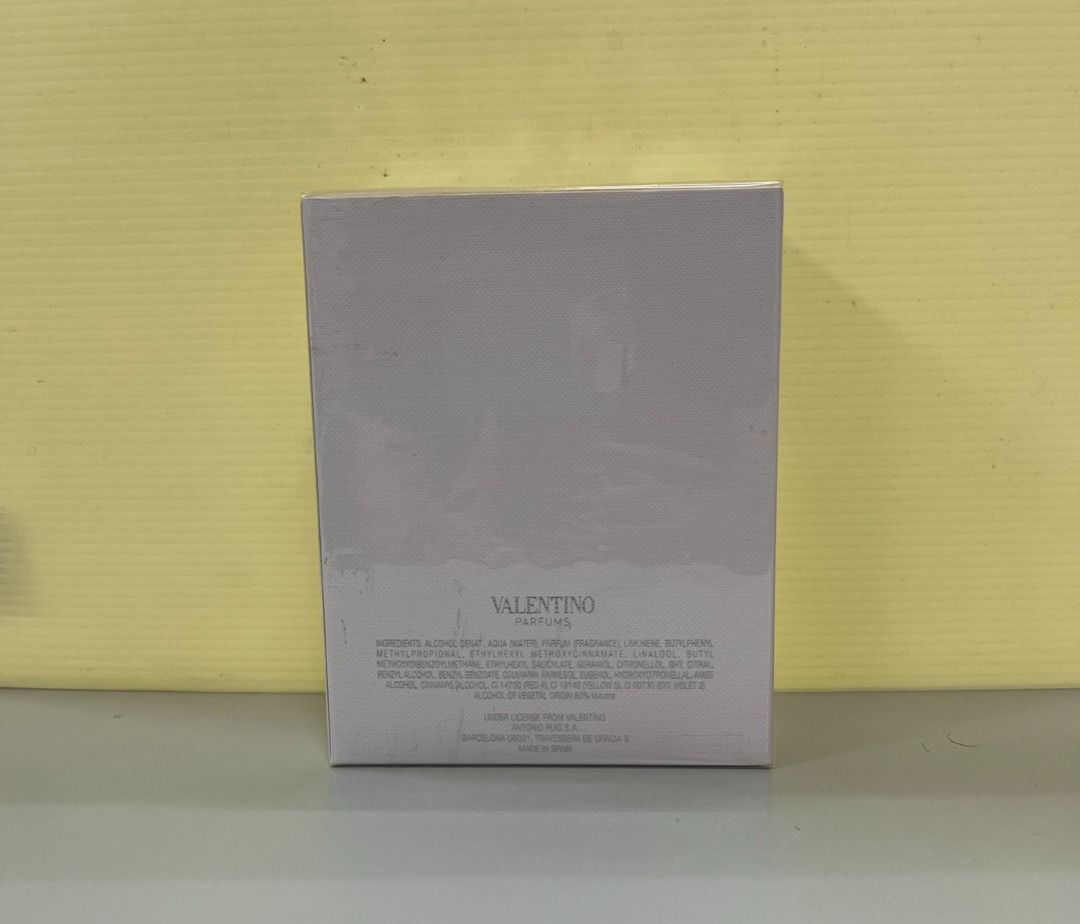 VALENTINO
PARFUMS
INGREDIENTS: ALCOHOL DENAT, AQUA (WATER), PARFUM (FRAGRANCE), LIMONENE, BUTYLPHENYL
METHYLPROPIONAL, ETHYLHEXYL METHOXYCINNAMATE, LINALOOL, BUTYL
METHOXYDIBENZOYLMETHANE, ETHYLHEXYL SALICYLATE, GERANIOL, CITRONELLOL, BHT, CITRAL,
BENZYL ALCOHOL, BENZYL BENZOATE, COUMARIN, FARNESOL, EUGENOL, HYDROXYCITRONELLAL, ANISE
ALCOHOL, CINNAMYL ALCOHOL, CI 14700 (RED 4), CI 19140 (YELLOW 5), CI 60730 (EXT. VIOLET 2)
ALCOHOL OF VEGETAL ORIGIN 80% Volume
UNDER LICENSE FROM VALENTINO
ANTONIO PUIG S.A.
BARCELONA 08021, TRAVESSERA DE GRACIA 9
MADE IN SPAIN